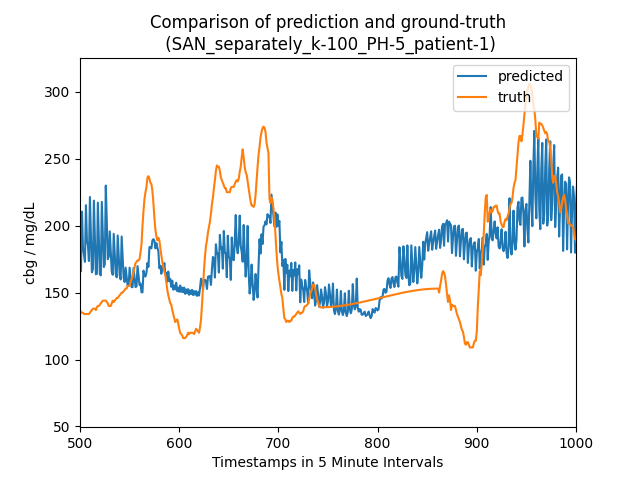 Comparison of prediction and ground-truth
(SAN_separately_k-100_PH-5_patient-1)
predicted
truth
cbg / mg/dL
300
250
200
150
100
50
500
600
700
800
900
1000
Timestamps in 5 Minute Intervals